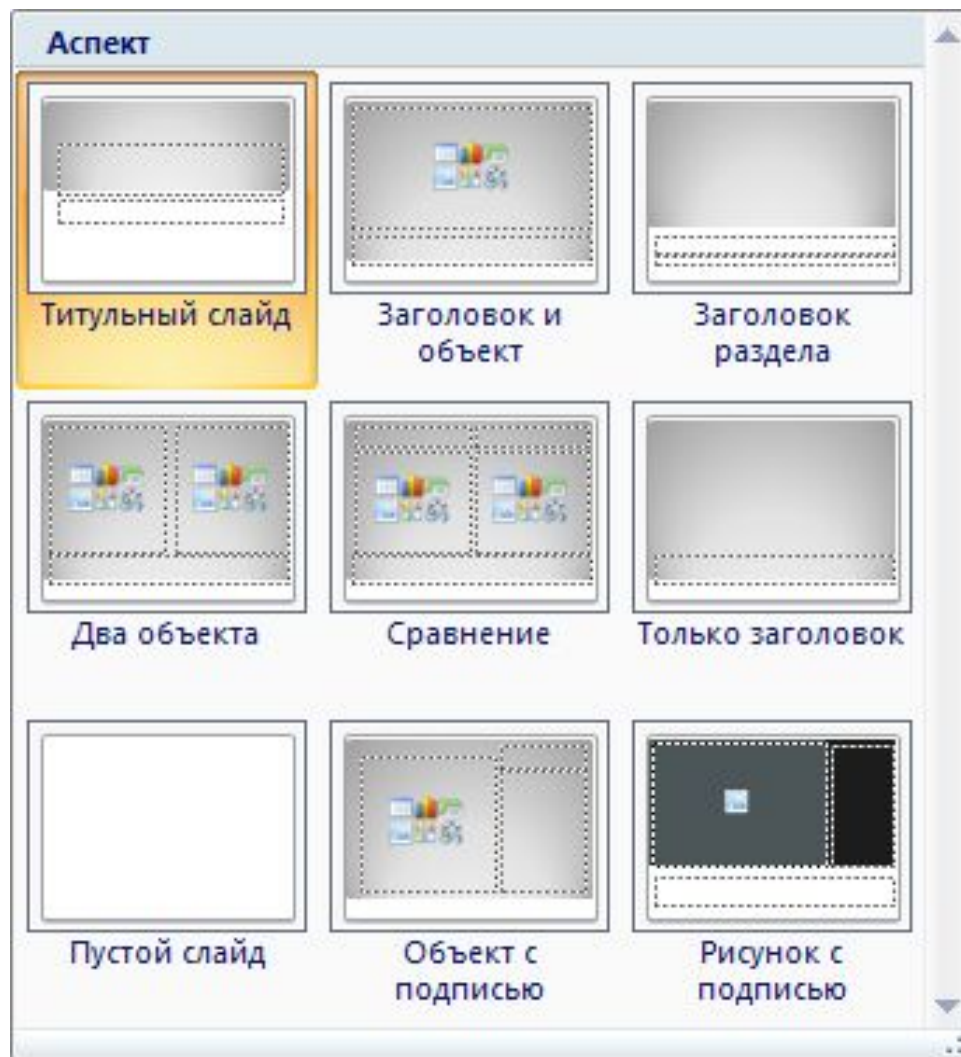 Аспект
Титульный слайд
Заголовок и
объект
Заголовок
раздела
Два объекта
Сравнение
Только заголовок
Пустой слайд
Объект с
подписью
Рисунок с
подписью